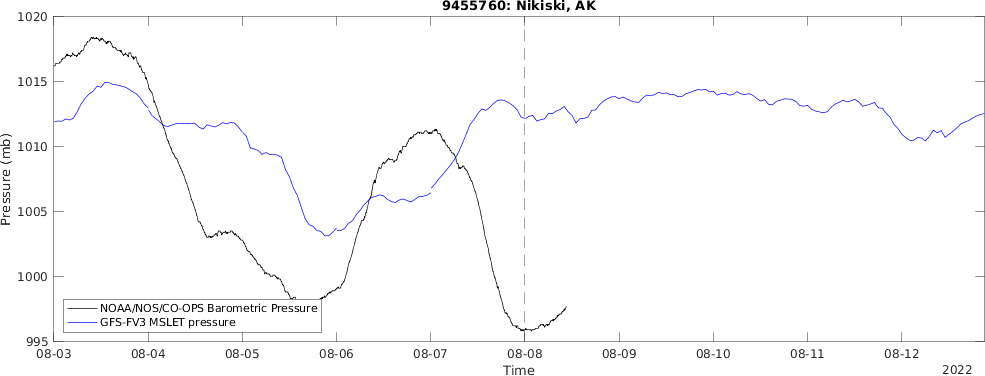 9455760: Nikiski, AK
Pressure (mb)
1020
1015
1010
1005
1000
995
NOAA/NOS/CO-OPS Barometric Pressure
GFS-FV3 MSLET pressure
08-03 08-04 08-05 08-06 08-07 08-08 08-09 08-10 08-11 08-12
Time
2022